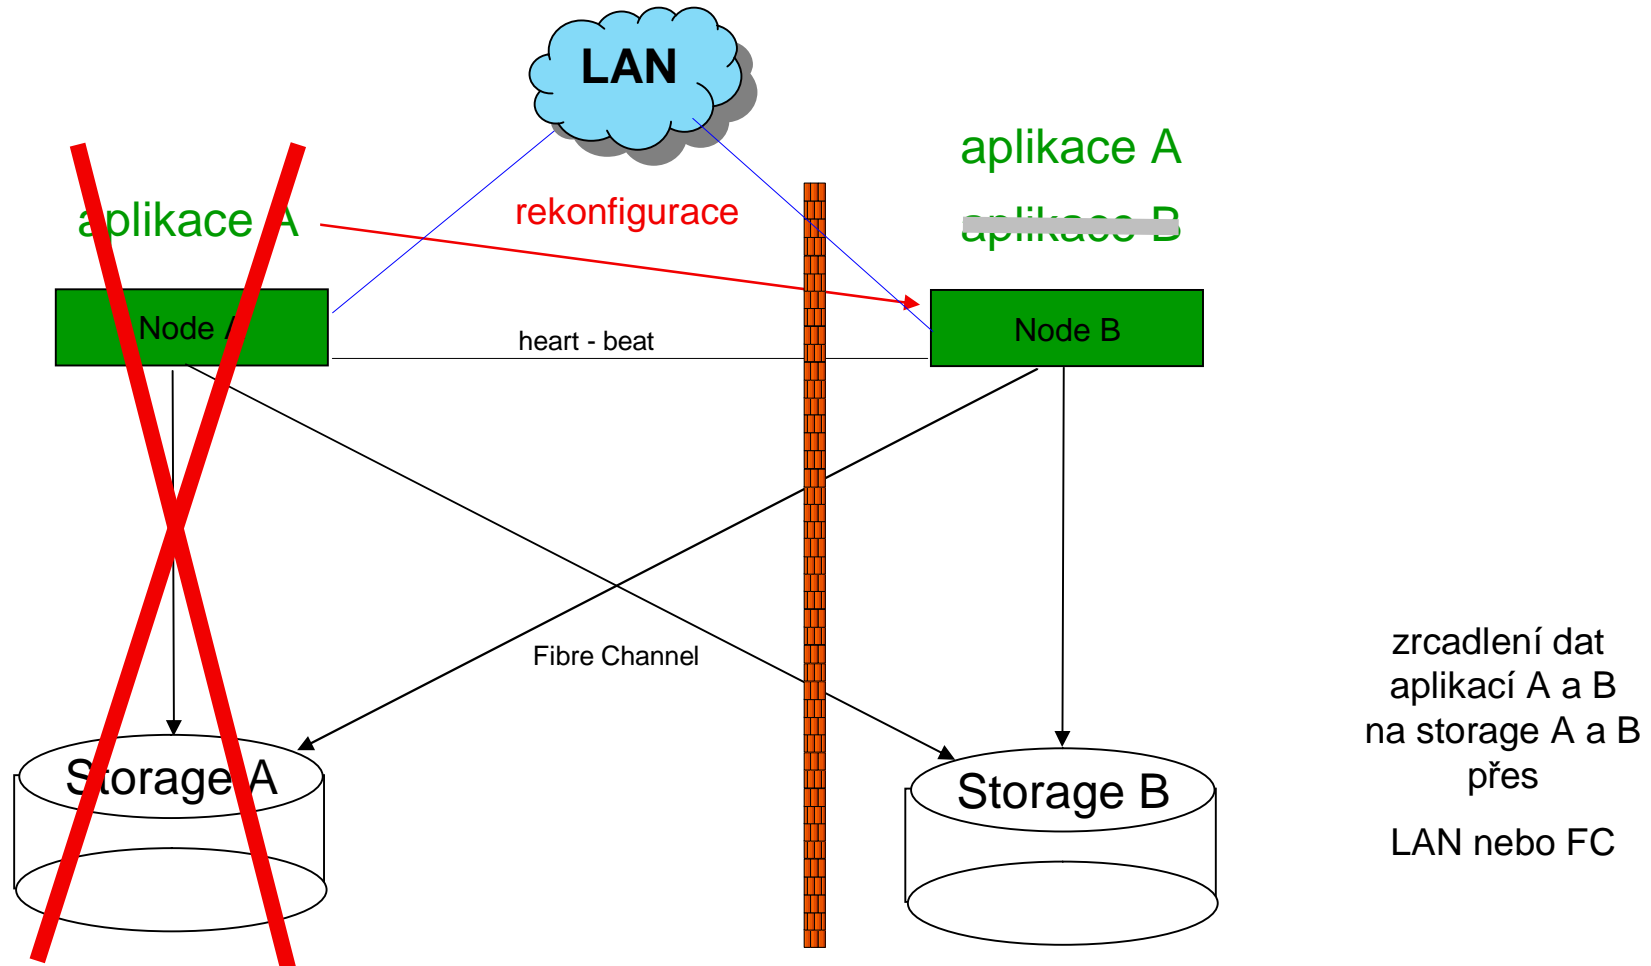 LAN
aplikace A
aplikace A
rekonfigurace
aplikace B
Node A
Node B
heart - beat
Fibre Channel
zrcadlení dat
aplikací A a B
na storage A a B
přes
LAN nebo FC
Storage A
Storage B